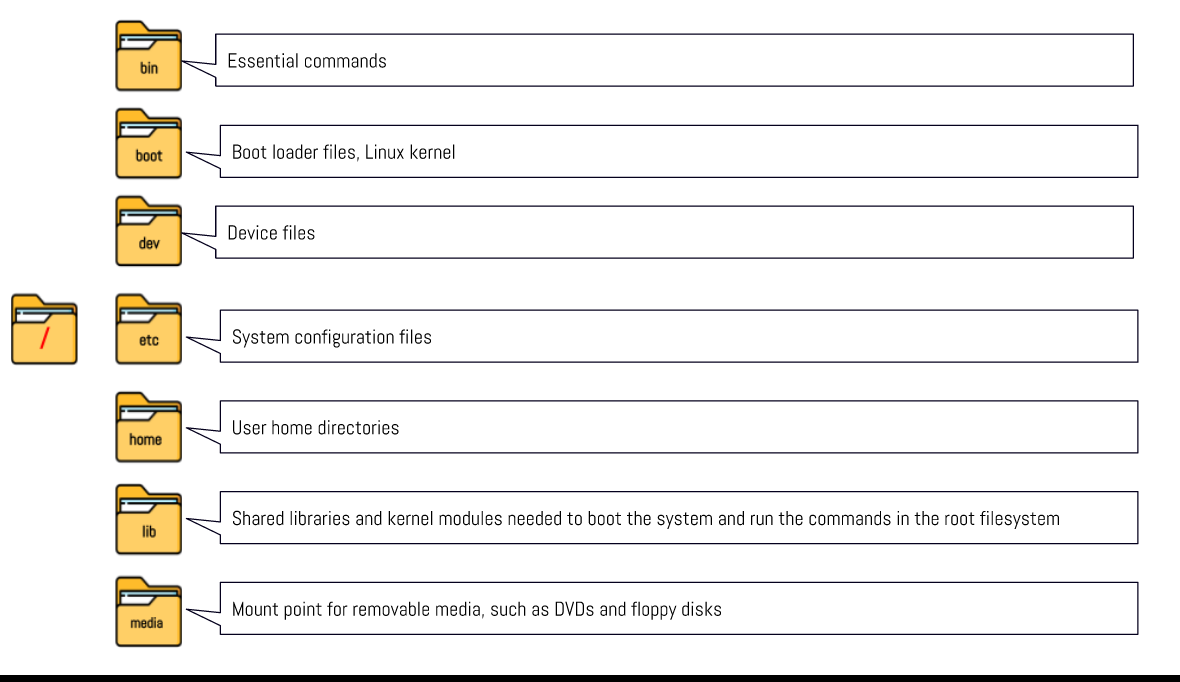 bin
Essential commands
boot
Boot loader files, Linux kernel
dev
Device files
/
etc
System configuration files
home
User home directories
lib
Shared libraries and kernel modules needed to boot the system and run the commands in the root filesystem
media
Mount point for removable media, such as DVDs and floppy disks